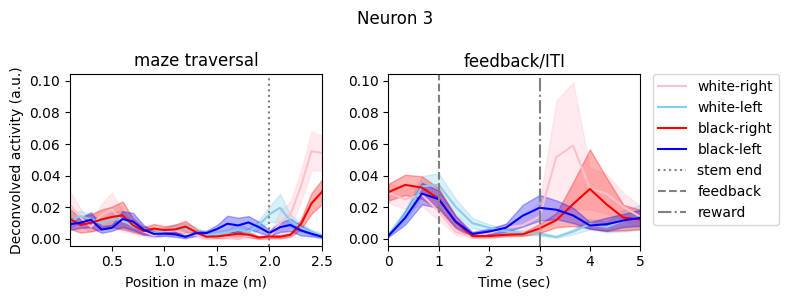 Neuron 3
maze traversal
feedback/ITI
Deconvolved activity (a.u.)
0.10
0.08
0.06
0.04
0.02
0.00
0.5
1.0
1.5
2.0
2.5
Position in maze (m)
0.10
0.08
0.06
0.04
0.02
0.00
0
1
2
3
4
5
Time (sec)
white-right
white-left
black-right
black-left
stem end
feedback
reward